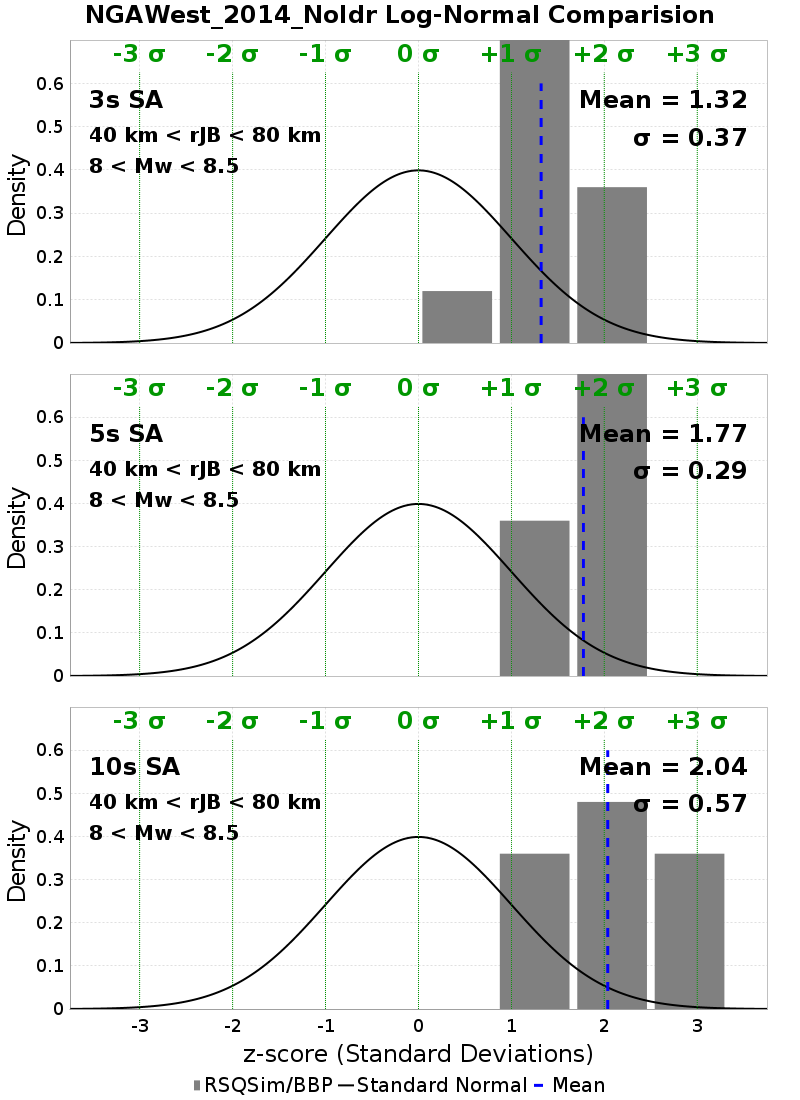 NGAWest_2014_NoIdr Log-Normal Comparision
-3 σ -2 σ -1 σ 0 σ +1 σ +2 σ +3 σ
3s SA
40 km < rJB < 80 km
8 < Mw < 8.5
Mean = 1.32
σ = 0.37
0.6
0.5
0.4
0.3
0.2
0.1
0
Density
-3 σ -2 σ -1 σ 0 σ +1 σ +2 σ +3 σ
5s SA
40 km < rJB < 80 km
8 < Mw < 8.5
Mean = 1.77
σ = 0.29
0.6
0.5
0.4
0.3
0.2
0.1
0
Density
-3 σ -2 σ -1 σ 0 σ +1 σ +2 σ +3 σ
10s SA
40 km < rJB < 80 km
8 < Mw < 8.5
Mean = 2.04
σ = 0.57
0.6
0.5
0.4
0.3
0.2
0.1
0
Density
-3 -2 -1 0 1 2 3
z-score (Standard Deviations)
RSQSim/BBP Standard Normal Mean